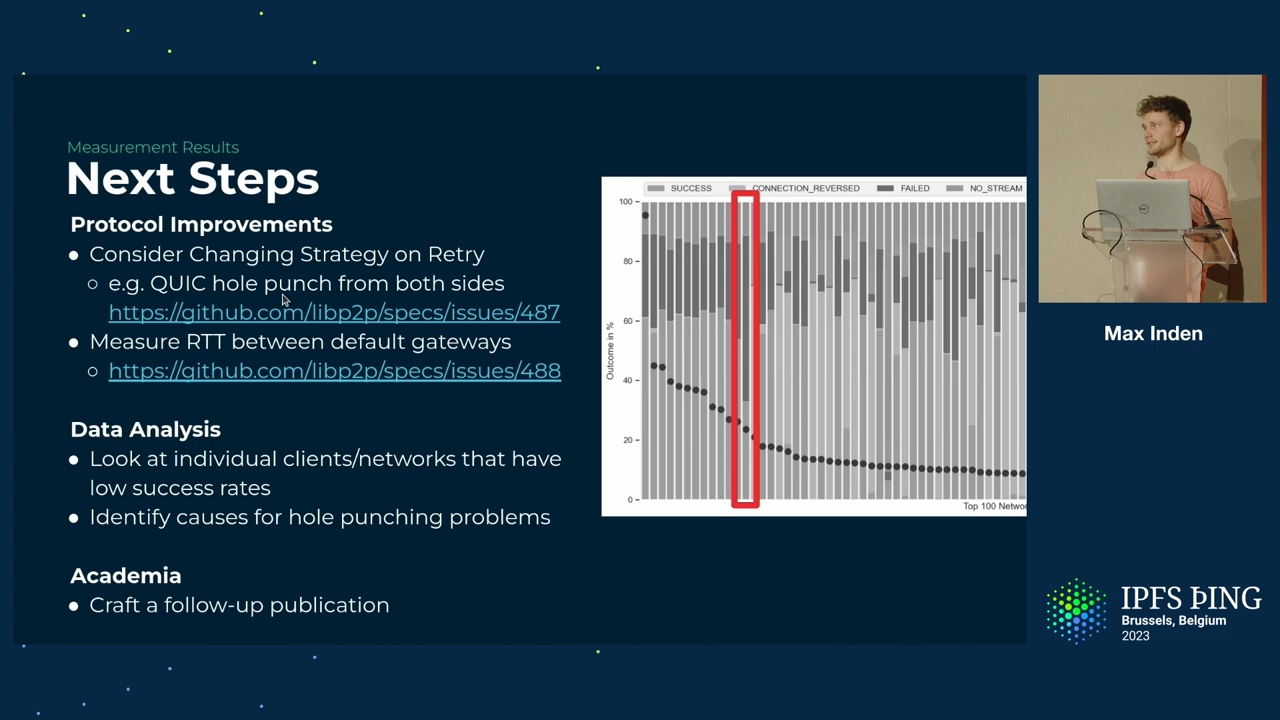 Measurement Results
Next Steps
Protocol Improvements
● Consider Changing Strategy on Retry
○ e.g. QUIC hole punch from both sides
https://github.com/libp2p/specs/issues/487
● Measure RTT between default gateways
○ https://github.com/libp2p/specs/issues/488
Data Analysis
● Look at individual clients/networks that have
low success rates
● Identify causes for hole punching problems
Academia
● Craft a follow-up publication
SUCCESS CONNECTION_REVERSED FAILED NO_STREAM
100
80
60
40
20
0
Outcome in %
Top 100 Networ
Max Inden
IPFS ÞING
Brussels, Belgium
2023